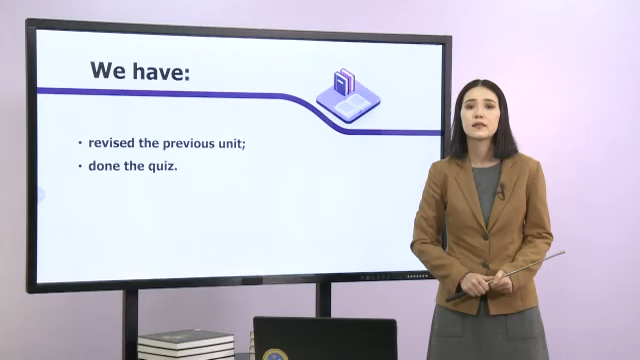 We have:
• revised the previous unit;
• done the quiz.